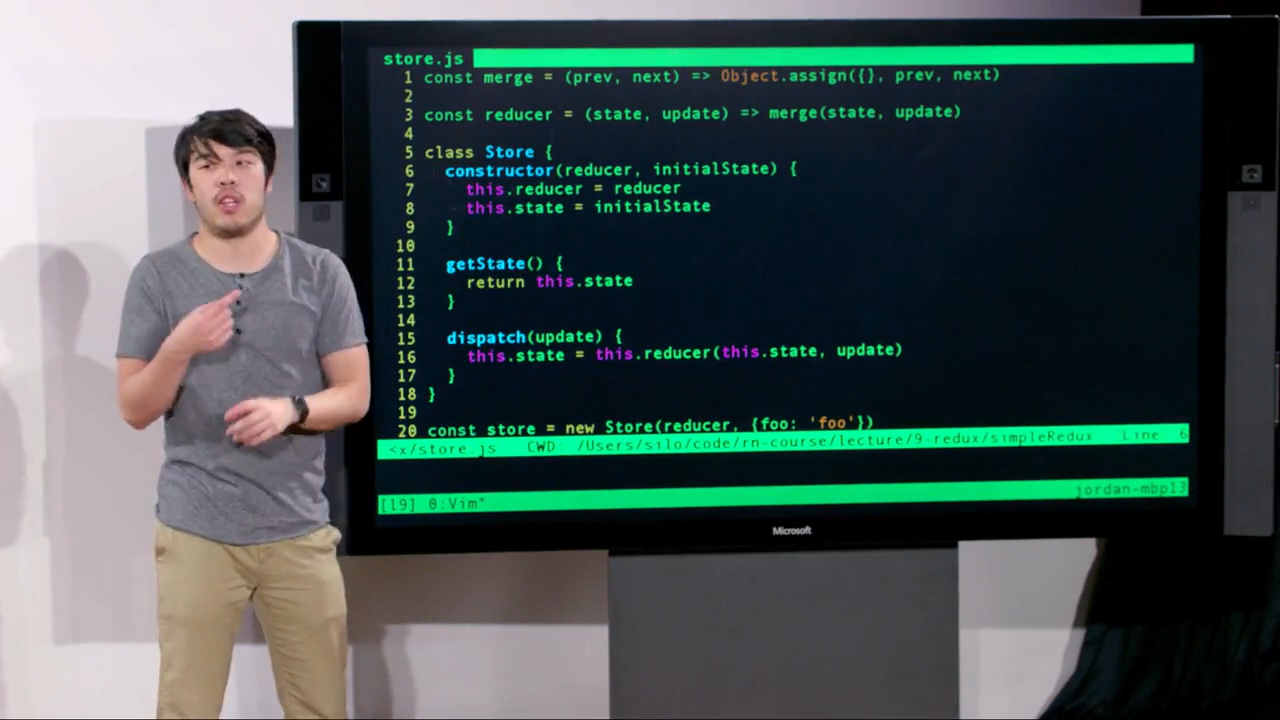 store.js
1 const merge = (prev, next) => Object.assign({}, prev, next)
2
3 const reducer = (state, update) => merge(state, update)
4
5 class Store {
6 constructor(reducer, initialState) {
7 this.reducer = reducer
8 this.state = initialState
9 }
10
11 getState() {
12 return this.state
13 }
14
15 dispatch(update) {
16 this.state = this.reducer(this.state, update)
17 }
18 }
19
20 const store = new Store(reducer, {foo: 'foo'})
<x/store.js CWD: /Users/silo/code/rn-course/lecture/9-redux/simpleRedux Line: 6
[19] 0:Vim* jordan-mbp13
Microsoft